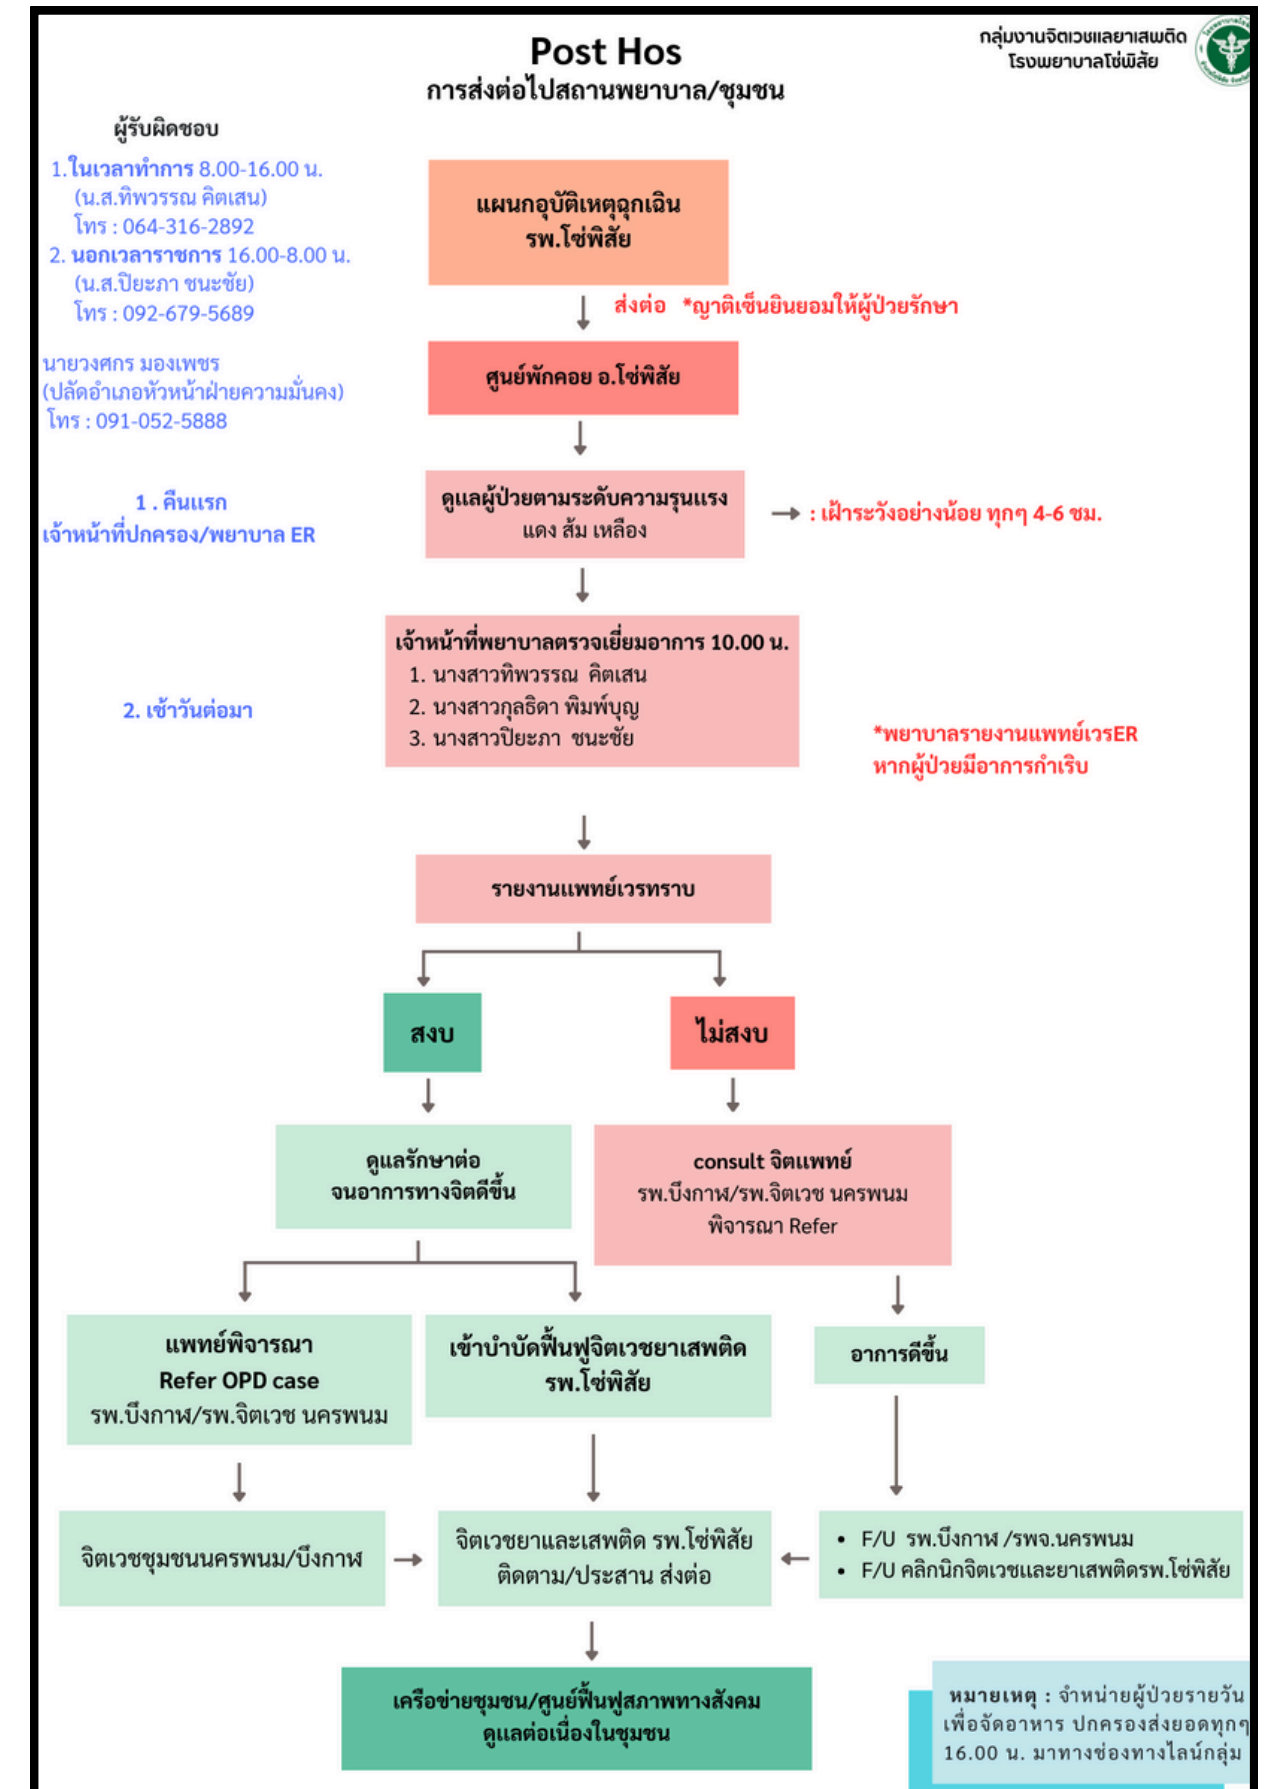 Post Hos
การส่งต่อไปสถานพยาบาล/ชุมชน
กลุ่มงานจิตเวชและยาเสพติด
โรงพยาบาลโซ่พิสัย
ผู้รับผิดชอบ
1. ในเวลาทำการ 8.00-16.00 น.
(น.ส.ทิพวรรณ คิตเสน)
โทร : 064-316-2892
2. นอกเวลาราชการ 16.00-8.00 น.
(น.ส.ปิยะภา ชนะชัย)
โทร : 092-679-5689
แผนกอุบัติเหตุฉุกเฉิน
รพ.โซ่พิสัย
ส่งต่อ *ญาติเซ็นยินยอมให้ผู้ป่วยรักษา
นายวงศกร มองเพชร
(ปลัดอำเภอหัวหน้าฝ่ายความมั่นคง)
โทร : 091-052-5888
ศูนย์พักคอย อ.โซ่พิสัย
1 . คืนแรก
เจ้าหน้าที่ปกครอง/พยาบาล ER
ดูแลผู้ป่วยตามระดับความรุนแรง
แดง ส้ม เหลือง
: เฝ้าระวังอย่างน้อย ทุกๆ 4-6 ชม.
2. เช้าวันต่อมา
เจ้าหน้าที่พยาบาลตรวจเยี่ยมอาการ 10.00 น.
1. นางสาวทิพวรรณ คิตเสน
2. นางสาวกุลธิดา พิมพ์บุญ
3. นางสาวปิยะภา ชนะชัย
*พยาบาลรายงานแพทย์เวรER
หากผู้ป่วยมีอาการกำเริบ
รายงานแพทย์เวรทราบ
สงบ
ไม่สงบ
ดูแลรักษาต่อ
จนอาการทางจิตดีขึ้น
consult จิตแพทย์
รพ.บึงกาฬ/รพ.จิตเวช นครพนม
พิจารณา Refer
แพทย์พิจารณา
Refer OPD case
รพ.บึงกาฬ/รพ.จิตเวช นครพนม
เข้าบำบัดฟื้นฟูจิตเวชยาเสพติด
รพ.โซ่พิสัย
อาการดีขึ้น
จิตเวชชุมชนนครพนม/บึงกาฬ
จิตเวชยาและเสพติด รพ.โซ่พิสัย
ติดตาม/ประสาน ส่งต่อ
• F/U รพ.บึงกาฬ /รพจ.นครพนม
• F/U คลิกนิกจิตเวชและยาเสพติดรพ.โซ่พิสัย
เครือข่ายชุมชน/ศูนย์ฟื้นฟูสภาพทางสังคม
ดูแลต่อเนื่องในชุมชน
หมายเหตุ : จำหน่ายผู้ป่วยรายวัน
เพื่อจัดอาหาร ปกครองส่งยอดทุกๆ
16.00 น. มาทางช่องทางไลน์กลุ่ม